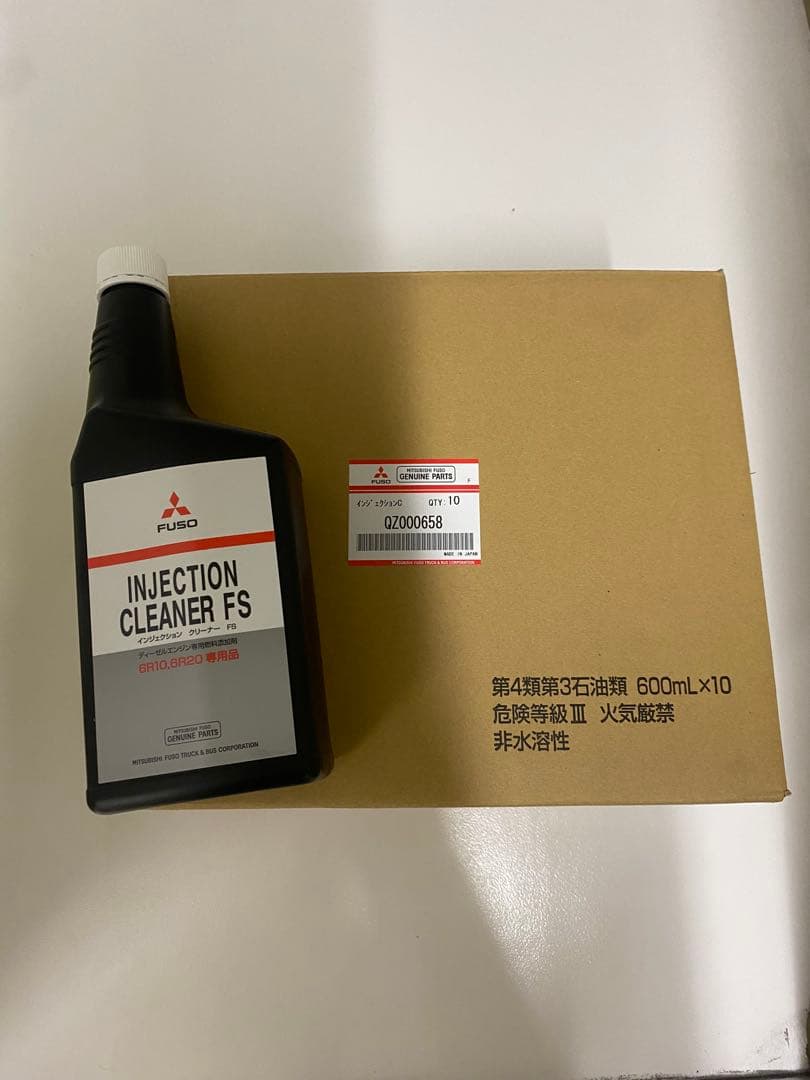 FUSO
INJECTION
CLEANER FS
インジェクション クリーナー FS
ディーゼルエンジン専用燃料添加剤
6R10,6R20 専用品
MITSUBISHI FUSO
GENUINE PARTS
MITSUBISHI FUSO TRUCK & BUS CORPORATION
FUSO
MITSUBISHI FUSO
GENUINE PARTS
F
インジェクションC QTY: 10
QZ000658
MADE IN JAPAN
MITSUBISHI FUSO TRUCK & BUS CORPORATION
第4類第3石油類 600mL×10
危険等級Ⅲ 火気厳禁
非水溶性